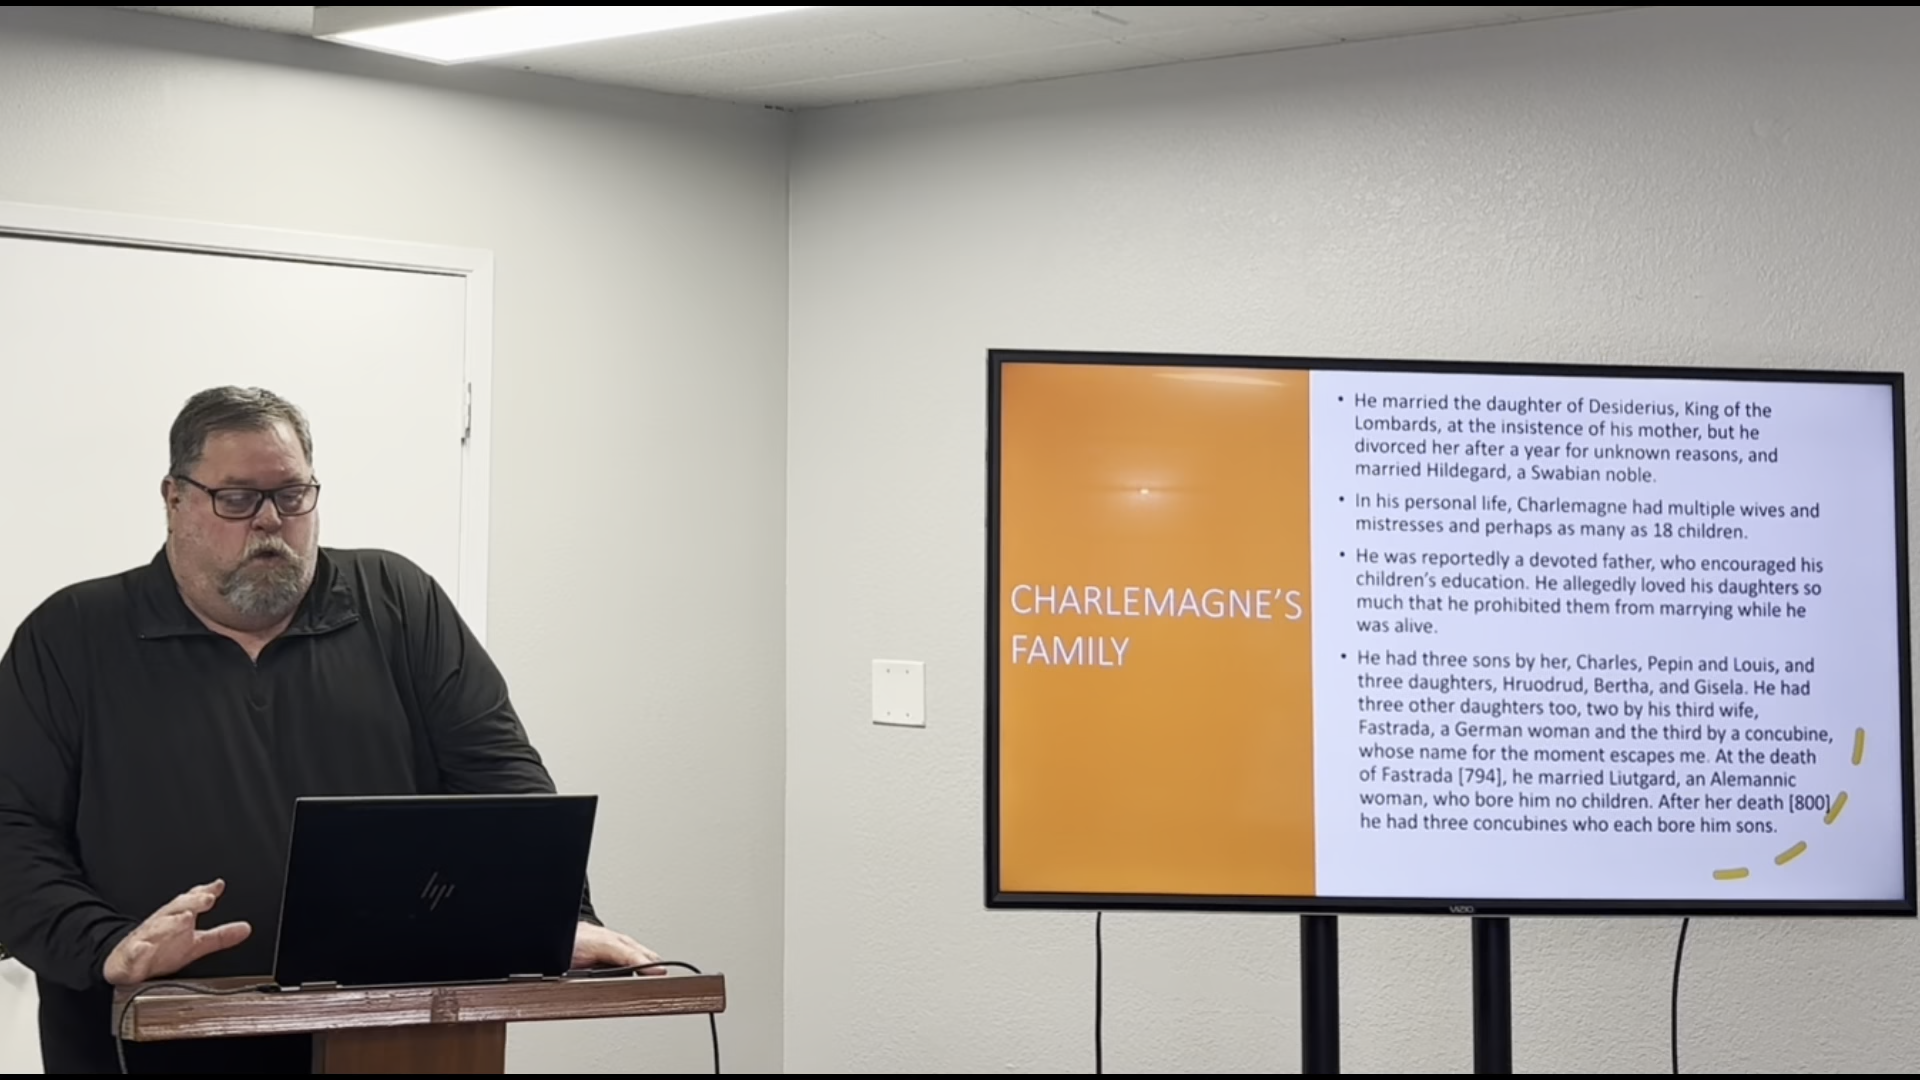 CHARLEMAGNE'S
FAMILY
• He married the daughter of Desiderius, King of the
Lombards, at the insistence of his mother, but he
divorced her after a year for unknown reasons, and
married Hildegard, a Swabian noble.
• In his personal life, Charlemagne had multiple wives and
mistresses and perhaps as many as 18 children.
• He was reportedly a devoted father, who encouraged his
children's education. He allegedly loved his daughters so
much that he prohibited them from marrying while he
was alive.
• He had three sons by her, Charles, Pepin and Louis, and
three daughters, Hruodrud, Bertha, and Gisela. He had
three other daughters too, two by his third wife,
Fastrada, a German woman and the third by a concubine,
whose name for the moment escapes me. At the death
of Fastrada [794], he married Liutgard, an Alemannic
woman, who bore him no children. After her death [800]
he had three concubines who each bore him sons.
hp
VIZIO